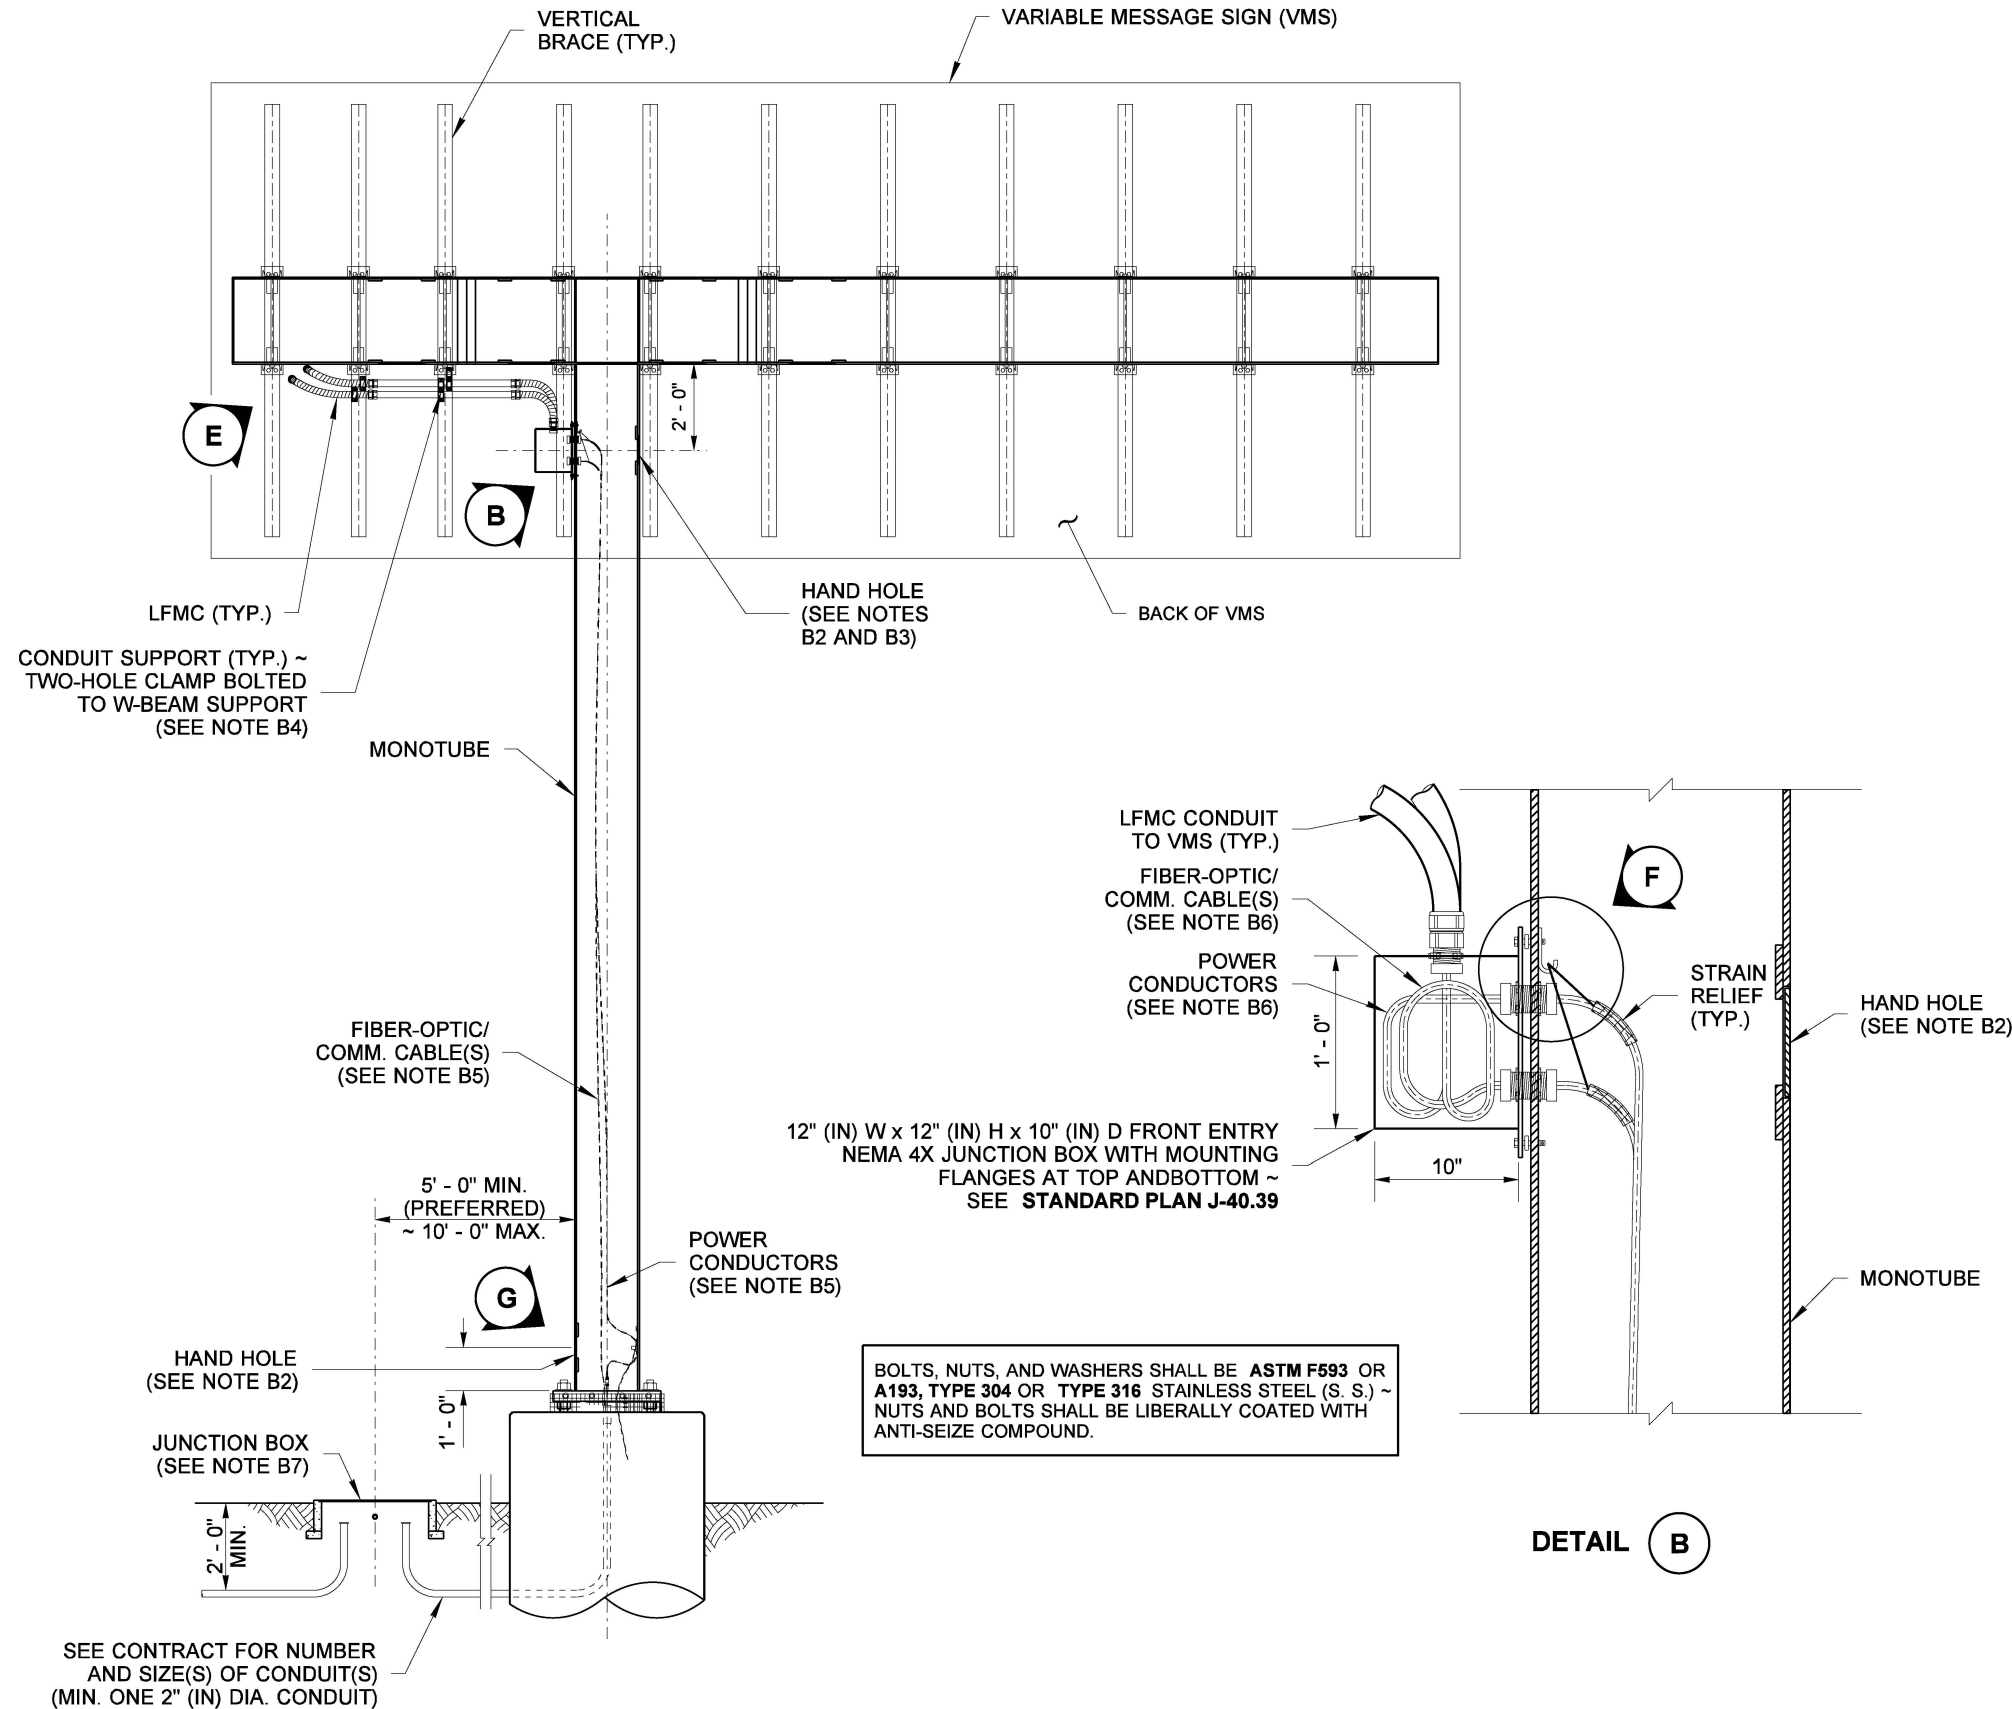 VERTICAL
BRACE (TYP.)
VARIABLE MESSAGE SIGN (VMS)
2' - 0"
E
B
LFMC (TYP.)
HAND HOLE
(SEE NOTES
B2 AND B3)
BACK OF VMS
CONDUIT SUPPORT (TYP.) ~
TWO-HOLE CLAMP BOLTED
TO W-BEAM SUPPORT
(SEE NOTE B4)
MONOTUBE
FIBER-OPTIC/
COMM. CABLE(S)
(SEE NOTE B5)
5' - 0" MIN.
(PREFERRED)
~ 10' - 0" MAX.
POWER
CONDUCTORS
(SEE NOTE B5)
G
HAND HOLE
(SEE NOTE B2)
1' - 0"
JUNCTION BOX
(SEE NOTE B7)
2' - 0"
MIN.
SEE CONTRACT FOR NUMBER
AND SIZE(S) OF CONDUIT(S)
(MIN. ONE 2" (IN) DIA. CONDUIT)
LFMC CONDUIT
TO VMS (TYP.)
FIBER-OPTIC/
COMM. CABLE(S)
(SEE NOTE B6)
POWER
CONDUCTORS
(SEE NOTE B6)
1' - 0"
12" (IN) W x 12" (IN) H x 10" (IN) D FRONT ENTRY
NEMA 4X JUNCTION BOX WITH MOUNTING
FLANGES AT TOP ANDBOTTOM ~
SEE STANDARD PLAN J-40.39
10"
F
STRAIN
RELIEF
(TYP.)
HAND HOLE
(SEE NOTE B2)
MONOTUBE
BOLTS, NUTS, AND WASHERS SHALL BE ASTM F593 OR
A193, TYPE 304 OR TYPE 316 STAINLESS STEEL (S. S.) ~
NUTS AND BOLTS SHALL BE LIBERALLY COATED WITH
ANTI-SEIZE COMPOUND.
DETAIL B